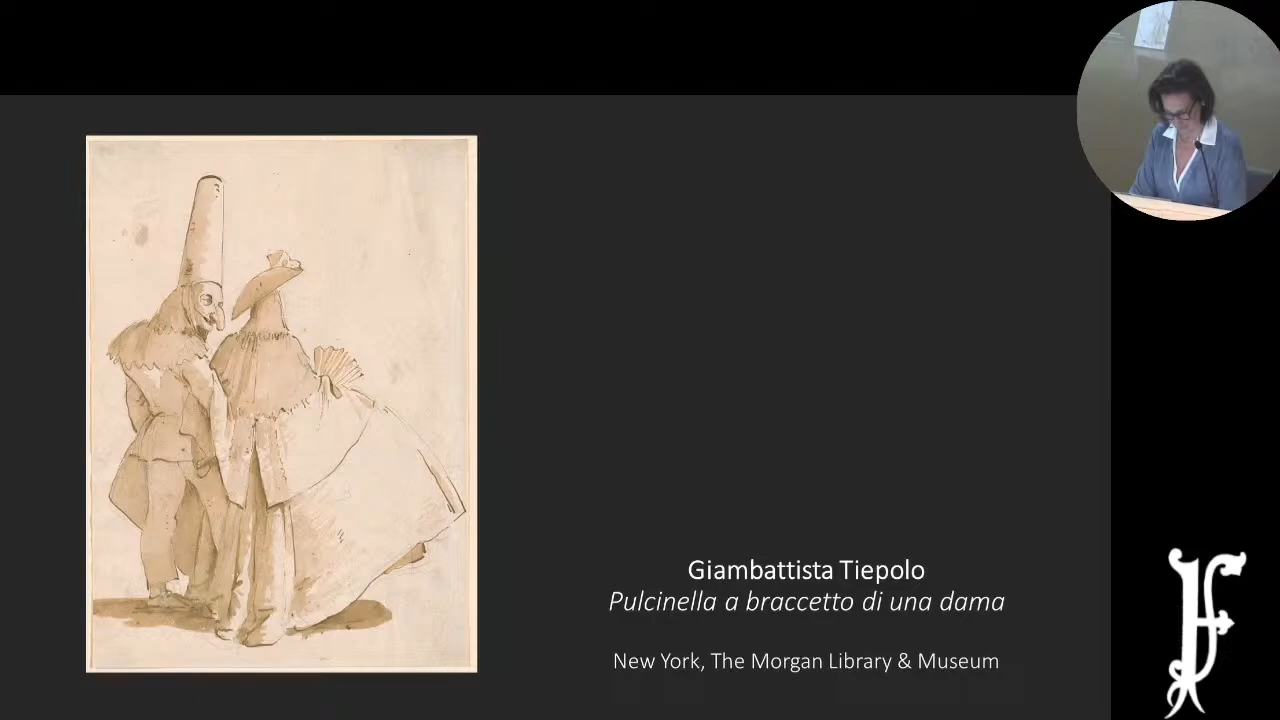 Giambattista Tiepolo
Pulcinella a braccetto di una dama
New York, The Morgan Library & Museum